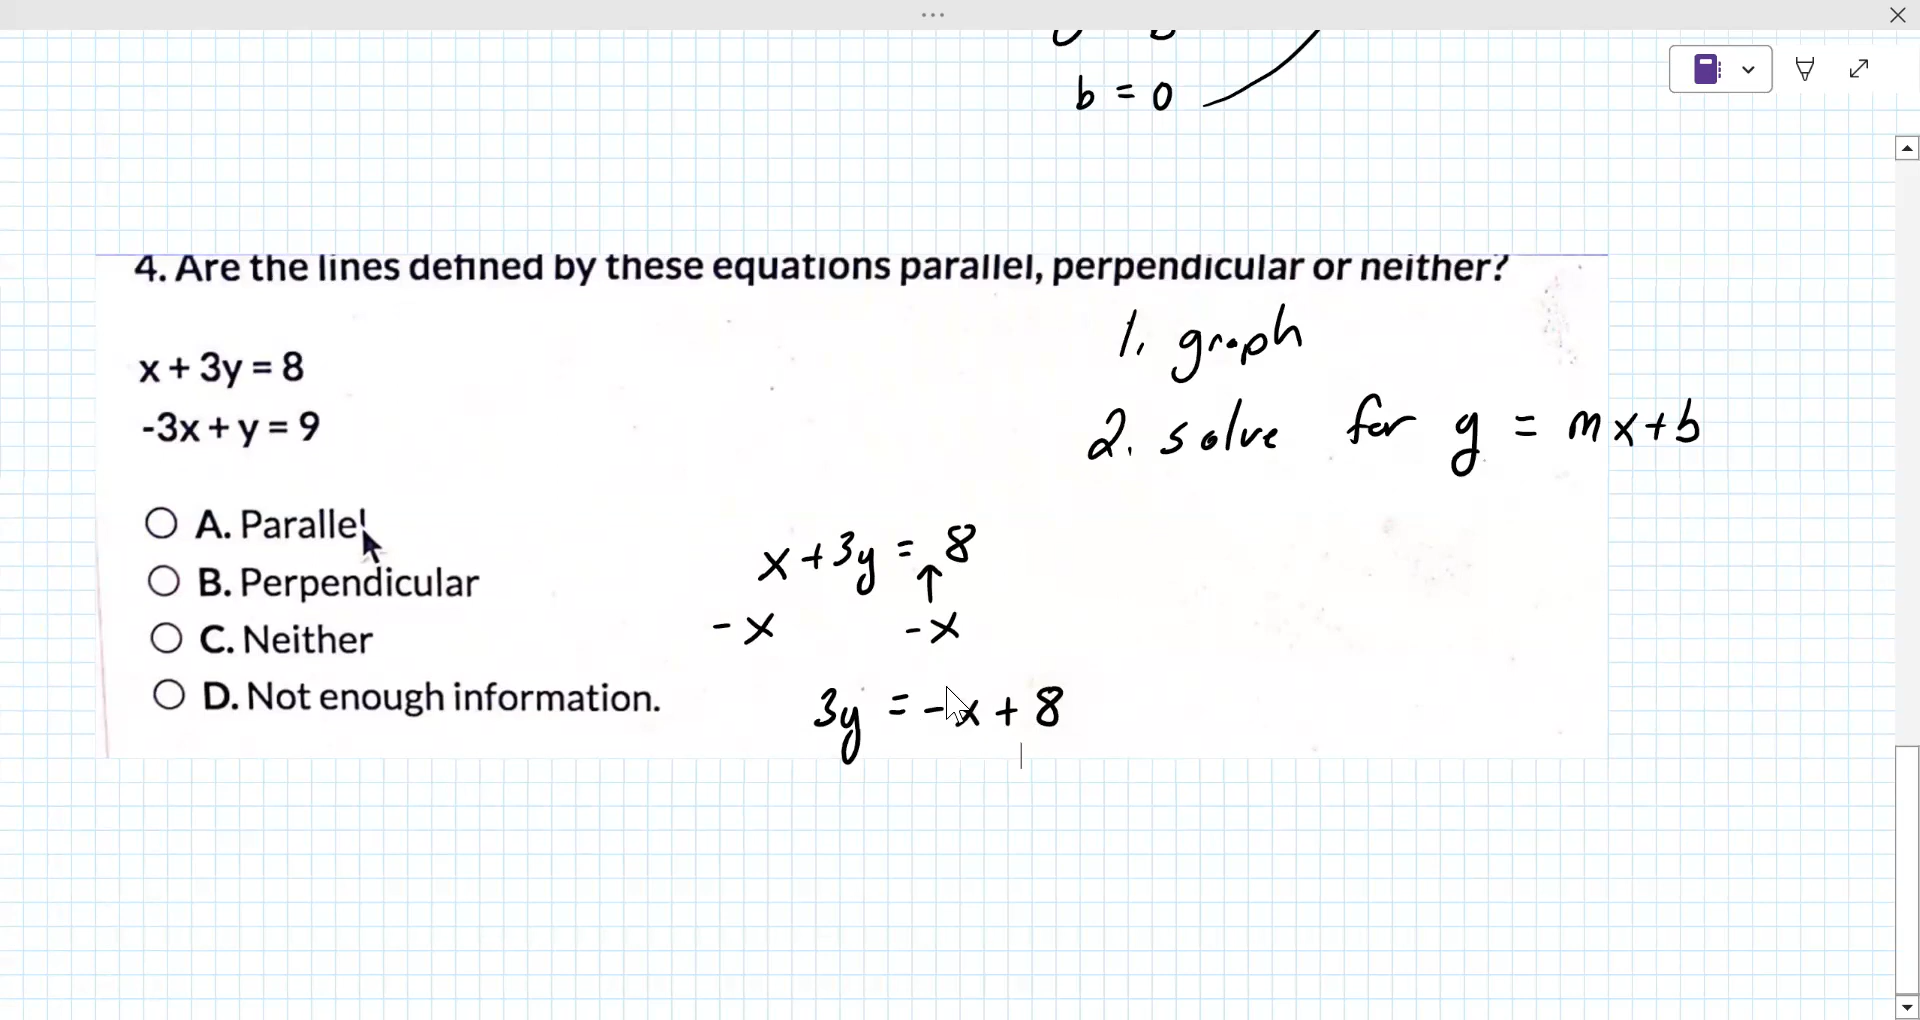 b = 0
4. Are the lines defined by these equations parallel, perpendicular or neither?
1. graph
x + 3y = 8
2. solve for y = mx+b
-3x + y = 9
A. Parallel
x+3y = 8
B. Perpendicular
-x -x
C. Neither
D. Not enough information.
3y = -x + 8